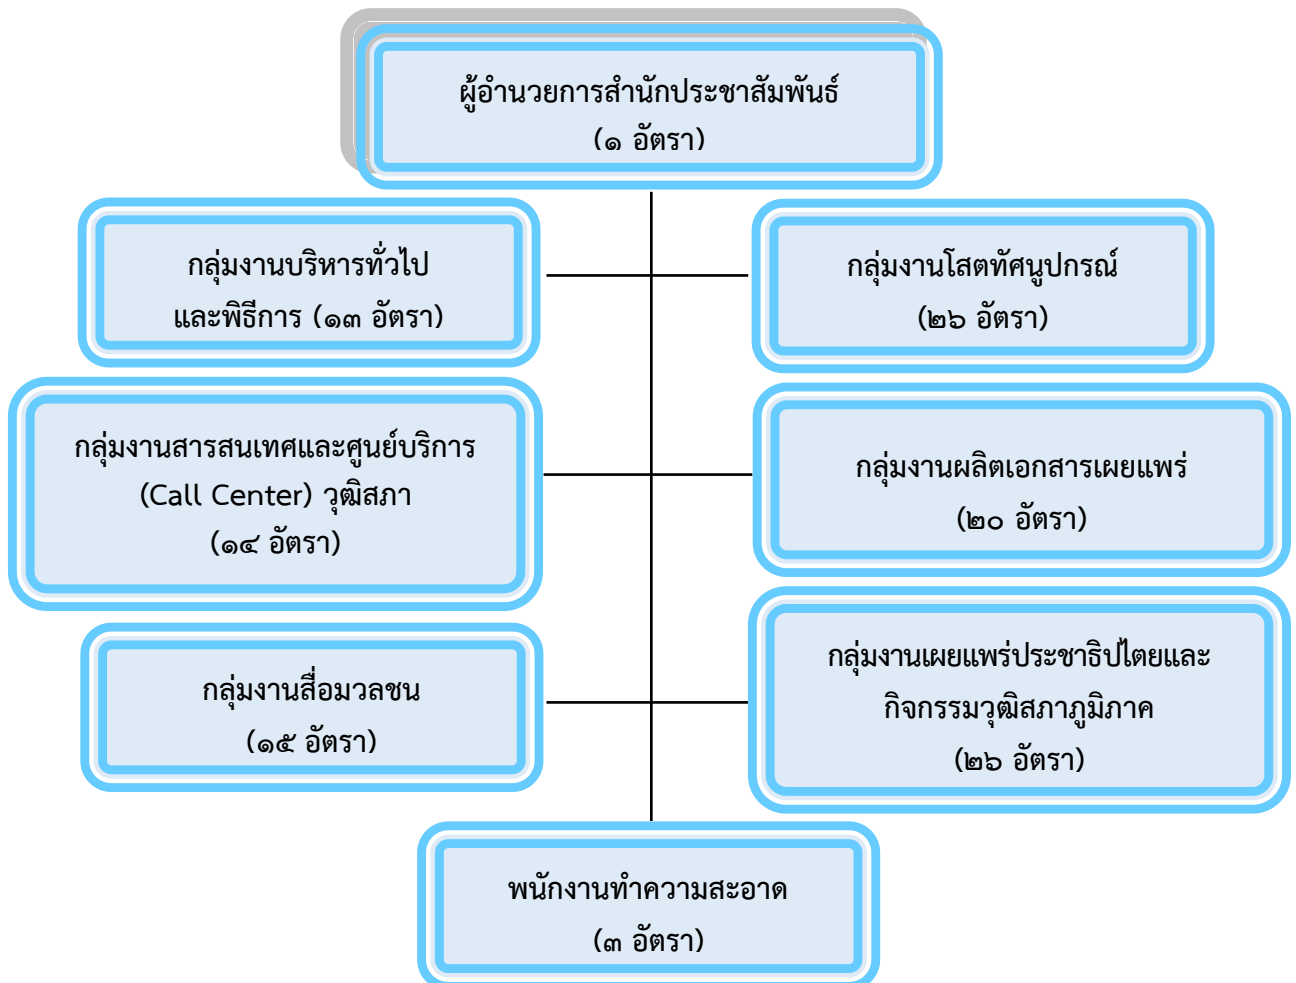 ผู้อำนวยการสำนักประชาสัมพันธ์
(๑ อัตรา)
กลุ่มงานบริหารทั่วไป
และพิธีการ (๑๓ อัตรา)
กลุ่มงานโสตทัศนูปกรณ์
(๒๖ อัตรา)
กลุ่มงานสารสนเทศและศูนย์บริการ
(Call Center) วุฒิสภา
(๑๔ อัตรา)
กลุ่มงานผลิตเอกสารเผยแพร่
(๒๐ อัตรา)
กลุ่มงานสื่อมวลชน
(๑๕ อัตรา)
กลุ่มงานเผยแพร่ประชาธิปไตยและ
กิจกรรมวุฒิสภาภูมิภาค
(๒๖ อัตรา)
พนักงานทำความสะอาด
(๓ อัตรา)